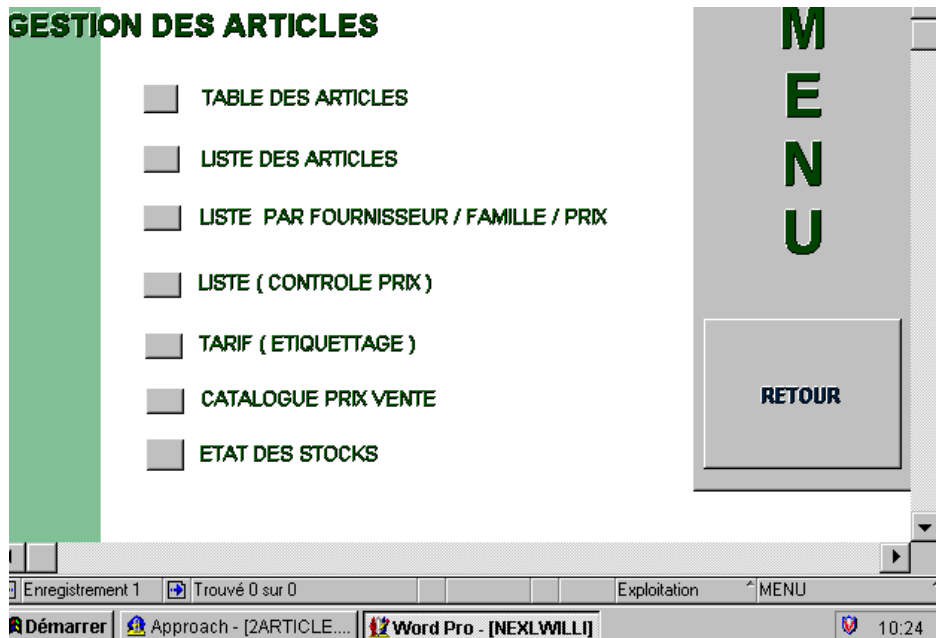 GESTION DES ARTICLES
M
E
N
U
TABLE DES ARTICLES
LISTE DES ARTICLES
LISTE PAR FOURNISSEUR / FAMILLE / PRIX
LISTE ( CONTROLE PRIX )
TARIF ( ETIQUETTAGE )
CATALOGUE PRIX VENTE
ETAT DES STOCKS
RETOUR
Enregistrement 1 Trouvé 0 sur 0 Exploitation MENU
Démarrer Approach - [2ARTICLE.... Word Pro - [NEXLWILLI] 10:24